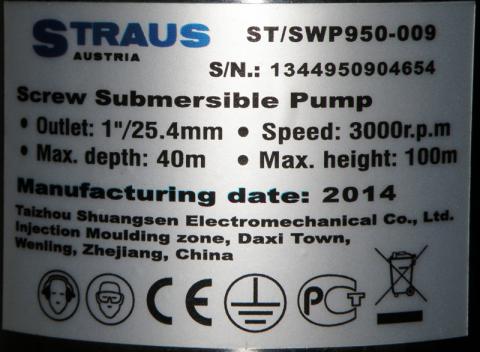 STRAUS
AUSTRIA
ST/SWP950-009
S/N.: 1344950904654
Screw Submersible Pump
• Outlet: 1"/25.4mm • Speed: 3000r.p.m
• Max. depth: 40m • Max. height: 100m
Manufacturing date: 2014
Taizhou Shuangsen Electromechanical Co., Ltd.
Injection Moulding zone, Daxi Town,
Wenling, Zhejiang, China
CE PCT